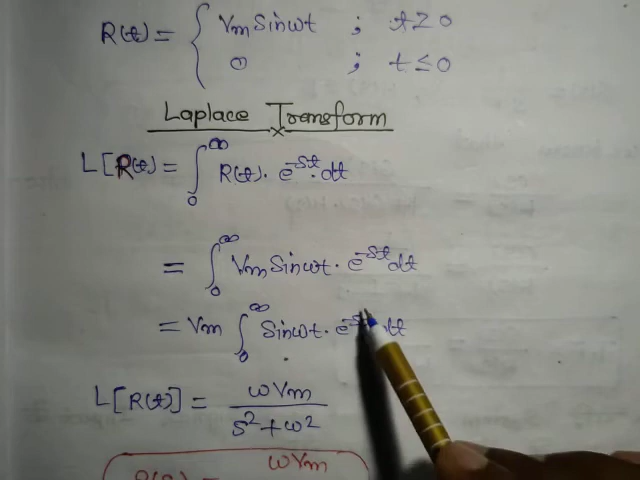 R(t) = { Vm Sinωt ; t ≥ 0
0 ; t ≤ 0
Laplace Transform
L[R(t) = ∫₀^∞ R(t) · e^-st · dt
= ∫₀^∞ Vm Sinωt · e^-st dt
= Vm ∫₀^∞ Sinωt · e^-st dt
L[R(t)] = ωVm / s² + ω²
ωVm